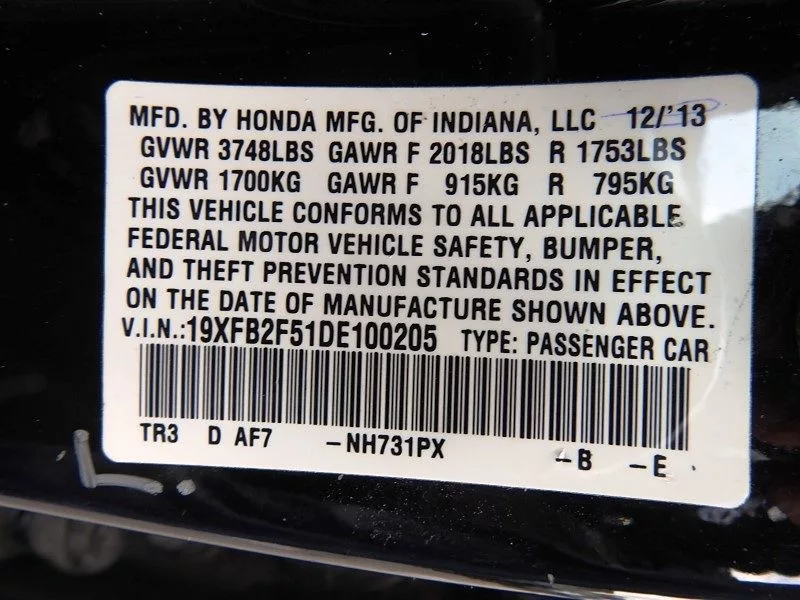 MFD. BY HONDA MFG. OF INDIANA, LLC 12/'13
GVWR 3748LBS GAWR F 2018LBS R 1753LBS
GVWR 1700KG GAWR F 915KG R 795KG
THIS VEHICLE CONFORMS TO ALL APPLICABLE
FEDERAL MOTOR VEHICLE SAFETY, BUMPER,
AND THEFT PREVENTION STANDARDS IN EFFECT
ON THE DATE OF MANUFACTURE SHOWN ABOVE.
V.I.N.:19XFB2F51DE100205 TYPE: PASSENGER CAR
TR3 D AF7 -NH731PX -B -E